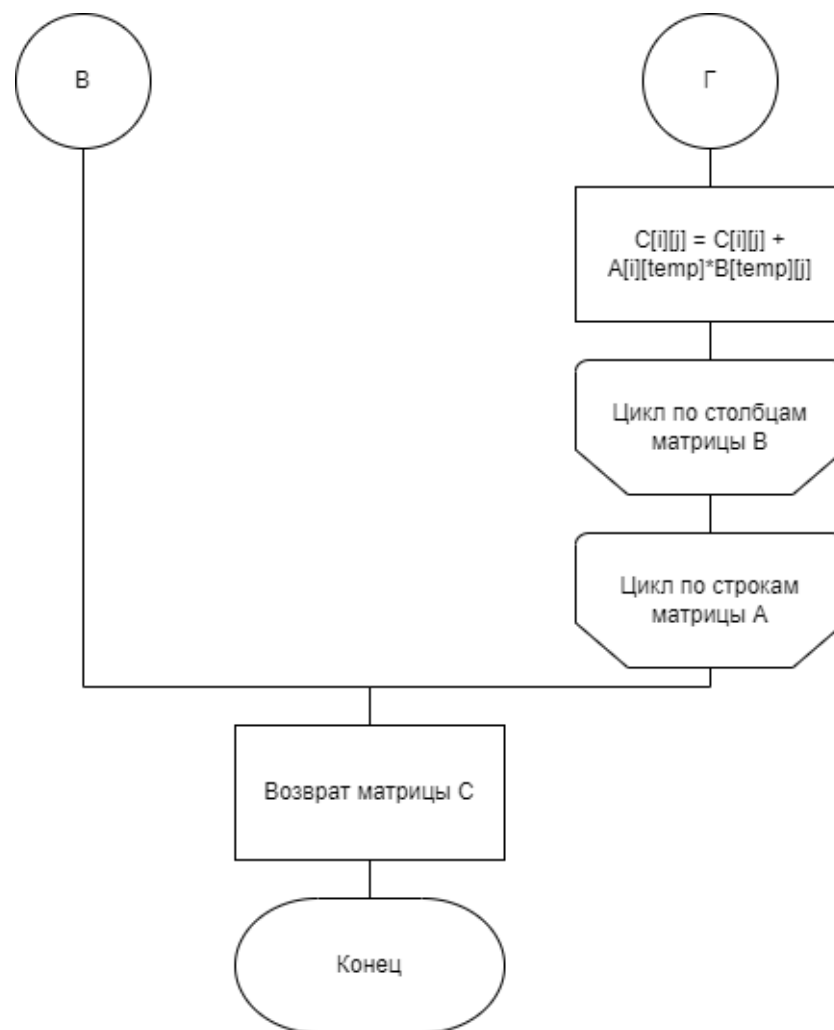 В
Г
C[i][j] = C[i][j] +
A[i][temp]*B[temp][j]
Цикл по столбцам
матрицы В
Цикл по строкам
матрицы А
Возврат матрицы С
Конец